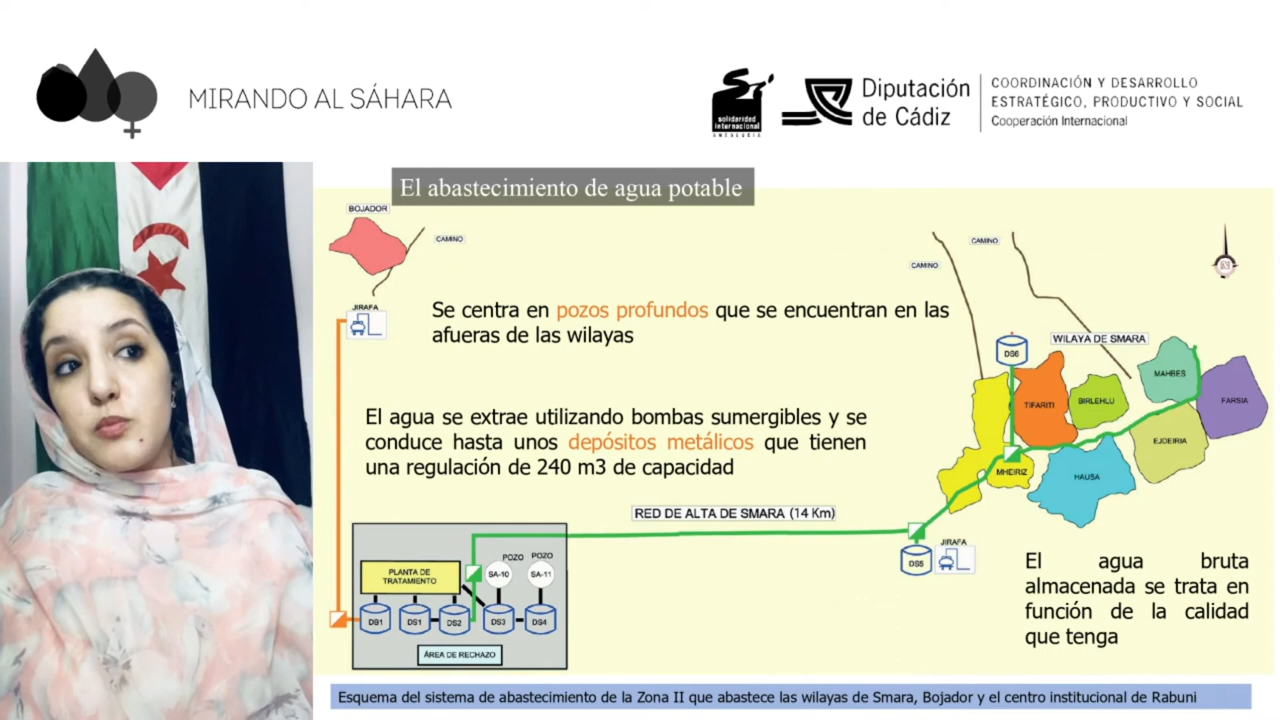 MIRANDO AL SÁHARA
solidaridad
internacional
ANDALUCIA
Diputación
de Cádiz
COORDINACIÓN Y DESARROLLO
ESTRATÉGICO, PRODUCTIVO Y SOCIAL
Cooperación Internacional
El abastecimiento de agua potable
BOJADOR
CAMINO
CAMINO
CAMINO
N
JIRAFA
Se centra en pozos profundos que se encuentran en las
afueras de las wilayas
DS6
WILAYA DE SMARA
MAHBES
FARSIA
TIFARITI
BIRLEHLU
EJDEIRIA
MHEIRIZ
HAUSA
El agua se extrae utilizando bombas sumergibles y se
conduce hasta unos depósitos metálicos que tienen
una regulación de 240 m3 de capacidad
RED DE ALTA DE SMARA (14 Km)
JIRAFA
DS5
POZO
POZO
PLANTA DE
TRATAMIENTO
SA-10
SA-11
DB1
DS1
DS2
DS3
DS4
ÁREA DE RECHAZO
El agua bruta
almacenada se trata en
función de la calidad
que tenga
Esquema del sistema de abastecimiento de la Zona II que abastece las wilayas de Smara, Bojador y el centro institucional de Rabuni